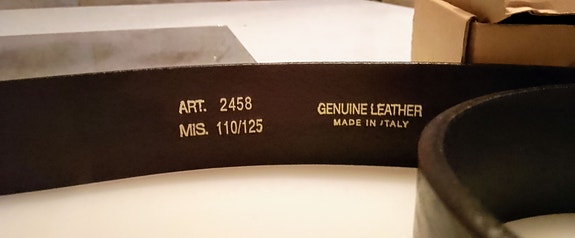 ART. 2458
MIS. 110/125
GENUINE LEATHER
MADE IN ITALY